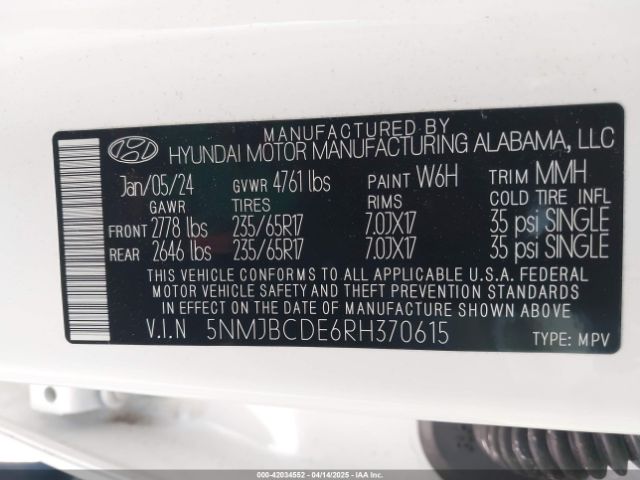 MANUFACTURED BY
HYUNDAI MOTOR MANUFACTURING ALABAMA, LLC
Jan/05/24 GVWR 4761 lbs PAINT W6H TRIM MMH
GAWR TIRES RIMS COLD TIRE INFL
FRONT 2778 lbs 235/65R17 7.0JX17 35 psi SINGLE
REAR 2646 lbs 235/65R17 7.0JX17 35 psi SINGLE
THIS VEHICLE CONFORMS TO ALL APPLICABLE U.S.A. FEDERAL
MOTOR VEHICLE SAFETY AND THEFT PREVENTION STANDARDS
IN EFFECT ON THE DATE OF MANUFACTURE SHOWN ABOVE
V.I.N 5NMJBCDE6RH370615 TYPE: MPV
000-42034552 - 04/14/2025 - IAAI.com